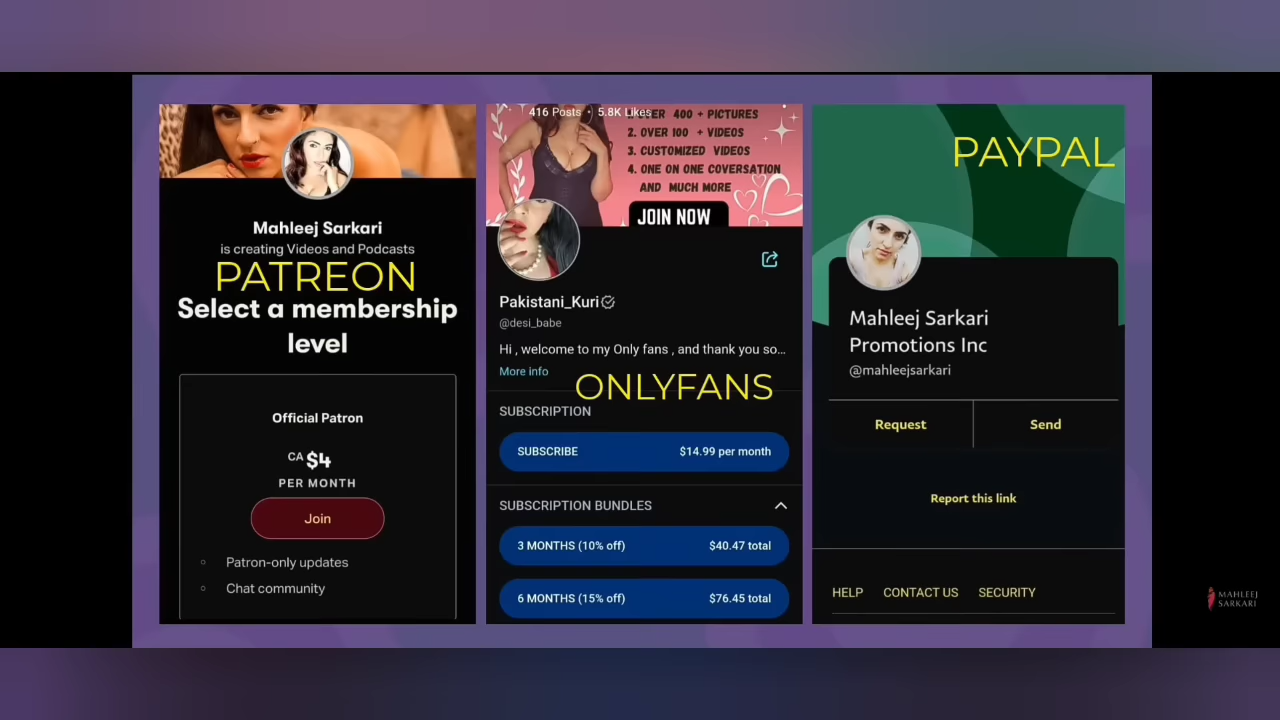 Mahleej Sarkari
is creating Videos and Podcasts
PATREON
Select a membership
level
Official Patron
CA $4
PER MONTH
Join
Patron-only updates
Chat community
416 Posts • 5.8K Likes
400 + PICTURES
2. OVER 100 + VIDEOS
3. CUSTOMIZED VIDEOS
4. ONE ON ONE COVERSATION
AND MUCH MORE
JOIN NOW
Pakistani_Kuri
@desi_babe
Hi , welcome to my Only fans , and thank you so...
More info
ONLYFANS
SUBSCRIPTION
SUBSCRIBE $14.99 per month
SUBSCRIPTION BUNDLES
3 MONTHS (10% off) $40.47 total
6 MONTHS (15% off) $76.45 total
PAYPAL
Mahleej Sarkari
Promotions Inc
@mahleejsarkari
Request Send
Report this link
HELP CONTACT US SECURITY
MAHLEEJ
SARKARI